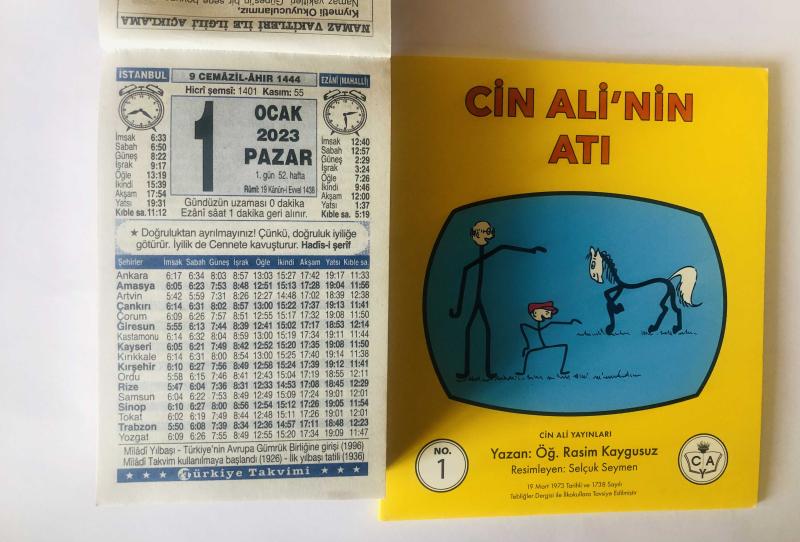 NAMAZ VAKİTLERİ İLE İLGİLİ AÇIKLAMA
Kıymetli Okuyucularımız,
İSTANBUL
9 CEMÂZİL-ÂHIR 1444
EZÂNÎ (MAHALLÎ)
Hicrî şemsî: 1401 Kasım: 55
1
OCAK
2023
PAZAR
1. gün 52. hafta
Rûmî: 19 Kânûn-i Evvel 1438
İmsak 6:33
Sabah 6:50
Güneş 8:22
İşrak 9:17
Öğle 13:19
İkindi 15:39
Akşam 17:54
Yatsı 19:31
Kıble sa. 11:12
İmsak 12:40
Sabah 12:57
Güneş 2:29
İşrak 3:24
Öğle 7:26
İkindi 9:46
Akşam 12:00
Yatsı 1:37
Kıble sa. 5:19
Gündüzün uzaması 0 dakika
Ezânî sâat 1 dakika geri alınır.
★ Doğruluktan ayrılmayınız! Çünkü, doğruluk iyiliğe
götürür. İyilik de Cennete kavuşturur. Hadîs-i şerîf
Şehirler İmsak Sabah Güneş İşrak Öğle İkindi Akşam Yatsı Kıble sa.
Ankara 6:17 6:34 8:03 8:57 13:03 15:27 17:42 19:17 11:33
Amasya 6:05 6:23 7:53 8:48 12:51 15:13 17:28 19:04 11:56
Artvin 5:42 5:59 7:31 8:26 12:27 14:48 17:02 18:39 12:38
Çankırı 6:14 6:31 8:02 8:57 13:00 15:22 17:37 19:13 11:41
Çorum 6:09 6:26 7:57 8:51 12:55 15:17 17:32 19:08 11:50
Giresun 5:55 6:13 7:44 8:39 12:41 15:02 17:17 18:53 12:14
Kastamonu 6:14 6:32 8:04 8:59 13:00 15:19 17:34 19:11 11:44
Kayseri 6:05 6:21 7:49 8:42 12:52 15:20 17:35 19:08 11:50
Kırıkkale 6:14 6:31 8:00 8:54 13:00 15:25 17:40 19:14 11:38
Kırşehir 6:10 6:27 7:56 8:49 12:58 15:24 17:39 19:12 11:41
Ordu 5:58 6:15 7:46 8:41 12:43 15:04 17:19 18:55 12:11
Rize 5:47 6:04 7:36 8:31 12:33 14:53 17:08 18:45 12:29
Samsun 6:04 6:22 7:53 8:49 12:49 15:09 17:24 19:01 12:01
Sinop 6:10 6:27 8:00 8:56 12:54 15:12 17:26 19:05 11:54
Tokat 6:02 6:19 7:49 8:44 12:48 15:11 17:26 19:01 12:01
Trabzon 5:50 6:08 7:39 8:34 12:36 14:57 17:11 18:48 12:23
Yozgat 6:09 6:26 7:55 8:49 12:55 15:20 17:34 19:09 11:47
Milâdî Yılbaşı - Türkiye'nin Avrupa Gümrük Birliğine girişi (1996)
Milâdî Takvim kullanılmaya başlandı (1926) - İlk yılbaşı tatili (1936)
Türkiye Takvimi
CİN ALİ'NİN
ATI
CİN ALİ YAYINLARI
NO.
1
Yazan: Öğ. Rasim Kaygusuz
Resimleyen: Selçuk Seymen
19 Mart 1973 Tarihli ve 1738 Sayılı
Tebliğler Dergisi ile İlkokullara Tavsiye Edilmiştir
C A Y